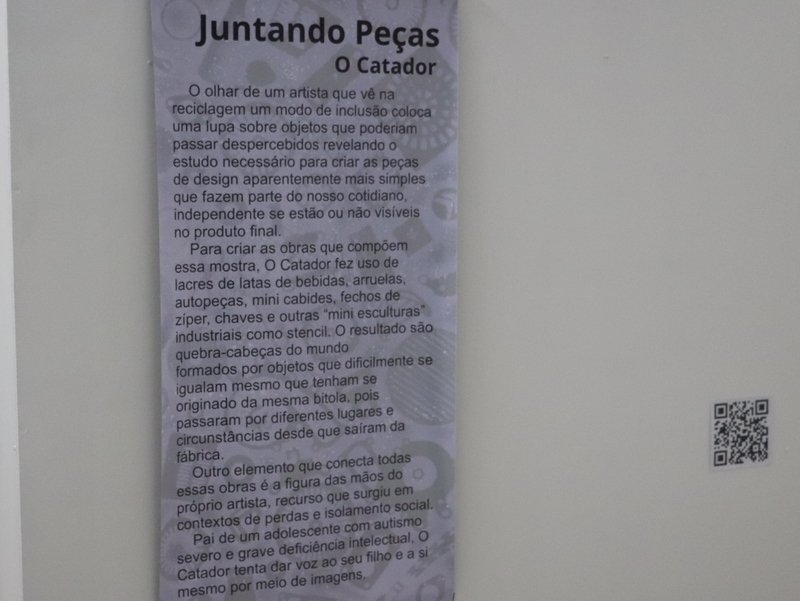 Juntando Peças
O Catador
O olhar de um artista que vê na
reciclagem um modo de inclusão coloca
uma lupa sobre objetos que poderiam
passar despercebidos revelando o
estudo necessário para criar as peças
de design aparentemente mais simples
que fazem parte do nosso cotidiano,
independente se estão ou não visíveis
no produto final.
Para criar as obras que compõem
essa mostra, O Catador fez uso de
lacres de latas de bebidas, arruelas,
autopeças, mini cabides, fechos de
zíper, chaves e outras “mini esculturas”
industriais como stencil. O resultado são
quebra-cabeças do mundo
formados por objetos que dificilmente se
igualam mesmo que tenham se
originado da mesma bitola, pois
passaram por diferentes lugares e
circunstâncias desde que saíram da
fábrica.
Outro elemento que conecta todas
essas obras é a figura das mãos do
próprio artista, recurso que surgiu em
contextos de perdas e isolamento social.
Pai de um adolescente com autismo
severo e grave deficiência intelectual, O
Catador tenta dar voz ao seu filho e a si
mesmo por meio de imagens.